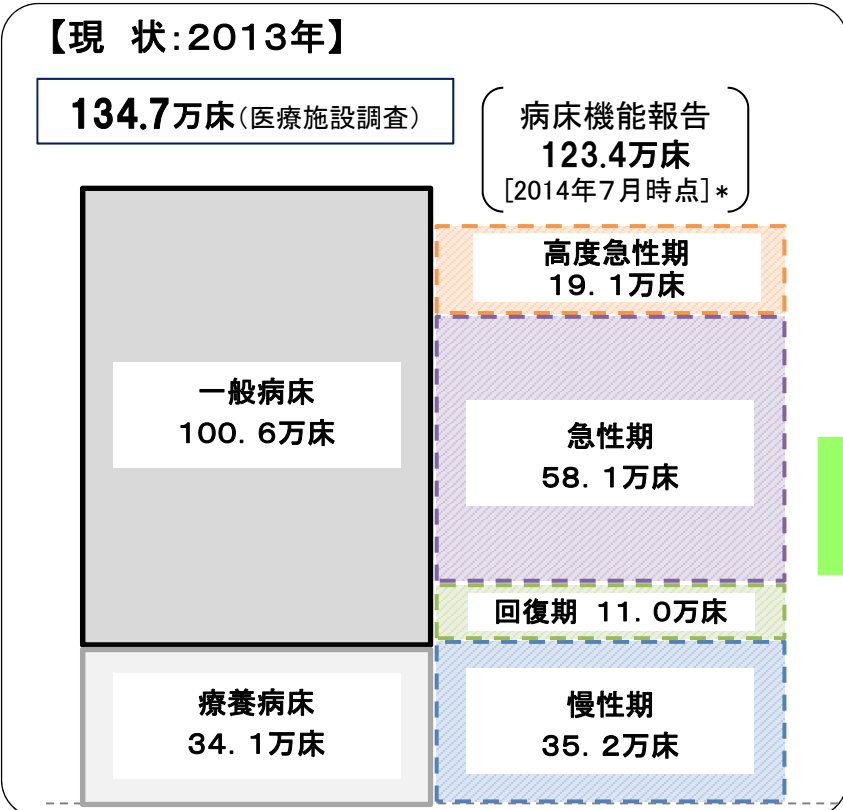 【現 状:2013年】
134.7万床(医療施設調査)
病床機能報告
123.4万床
[2014年7月時点]*
高度急性期
19.1万床
一般病床
100.6万床
急性期
58.1万床
回復期 11.0万床
療養病床
34.1万床
慢性期
35.2万床